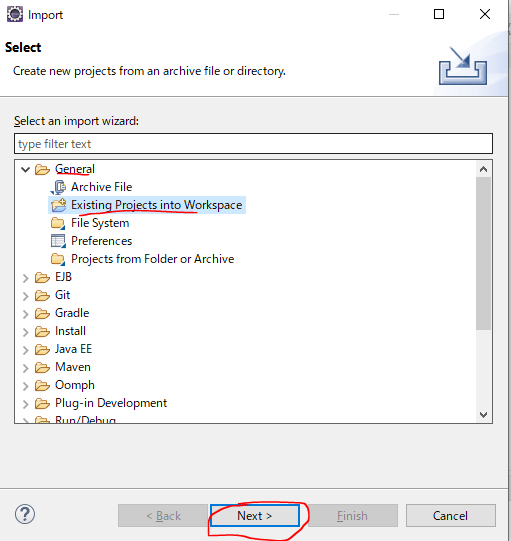 Import
Select
Create new projects from an archive file or directory.
Select an import wizard:
type filter text
General
Archive File
Existing Projects into Workspace
File System
Preferences
Projects from Folder or Archive
EJB
Git
Gradle
Install
Java EE
Maven
Oomph
Plug-in Development
Run/Debug
?
< Back
Next >
Finish
Cancel